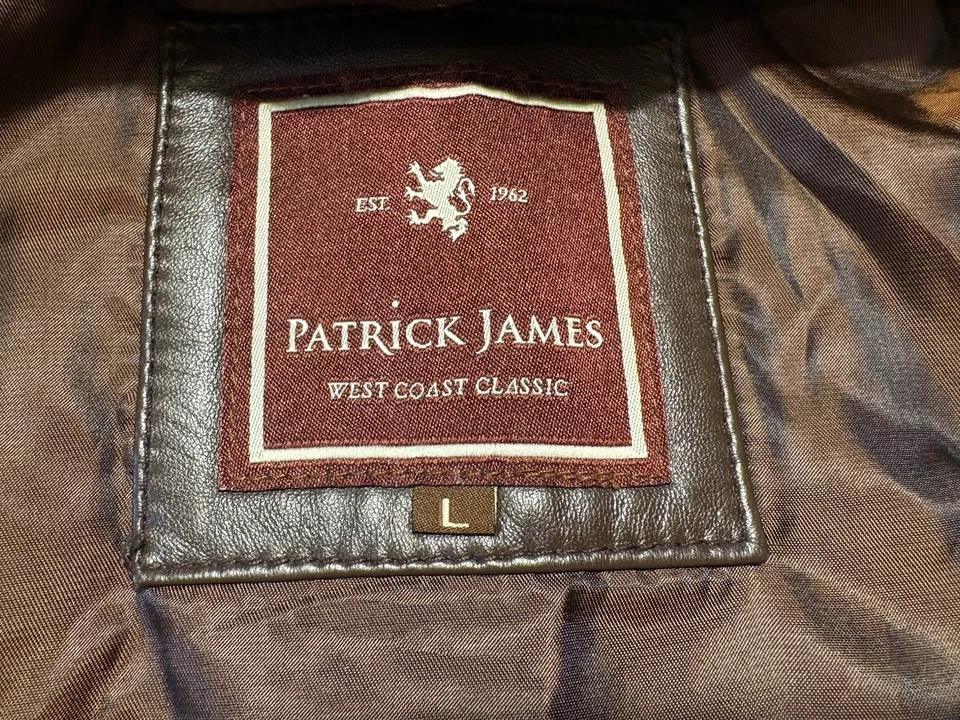 EST. 1962
PATRiCK JAMES
WEST COAST CLASSIC
L